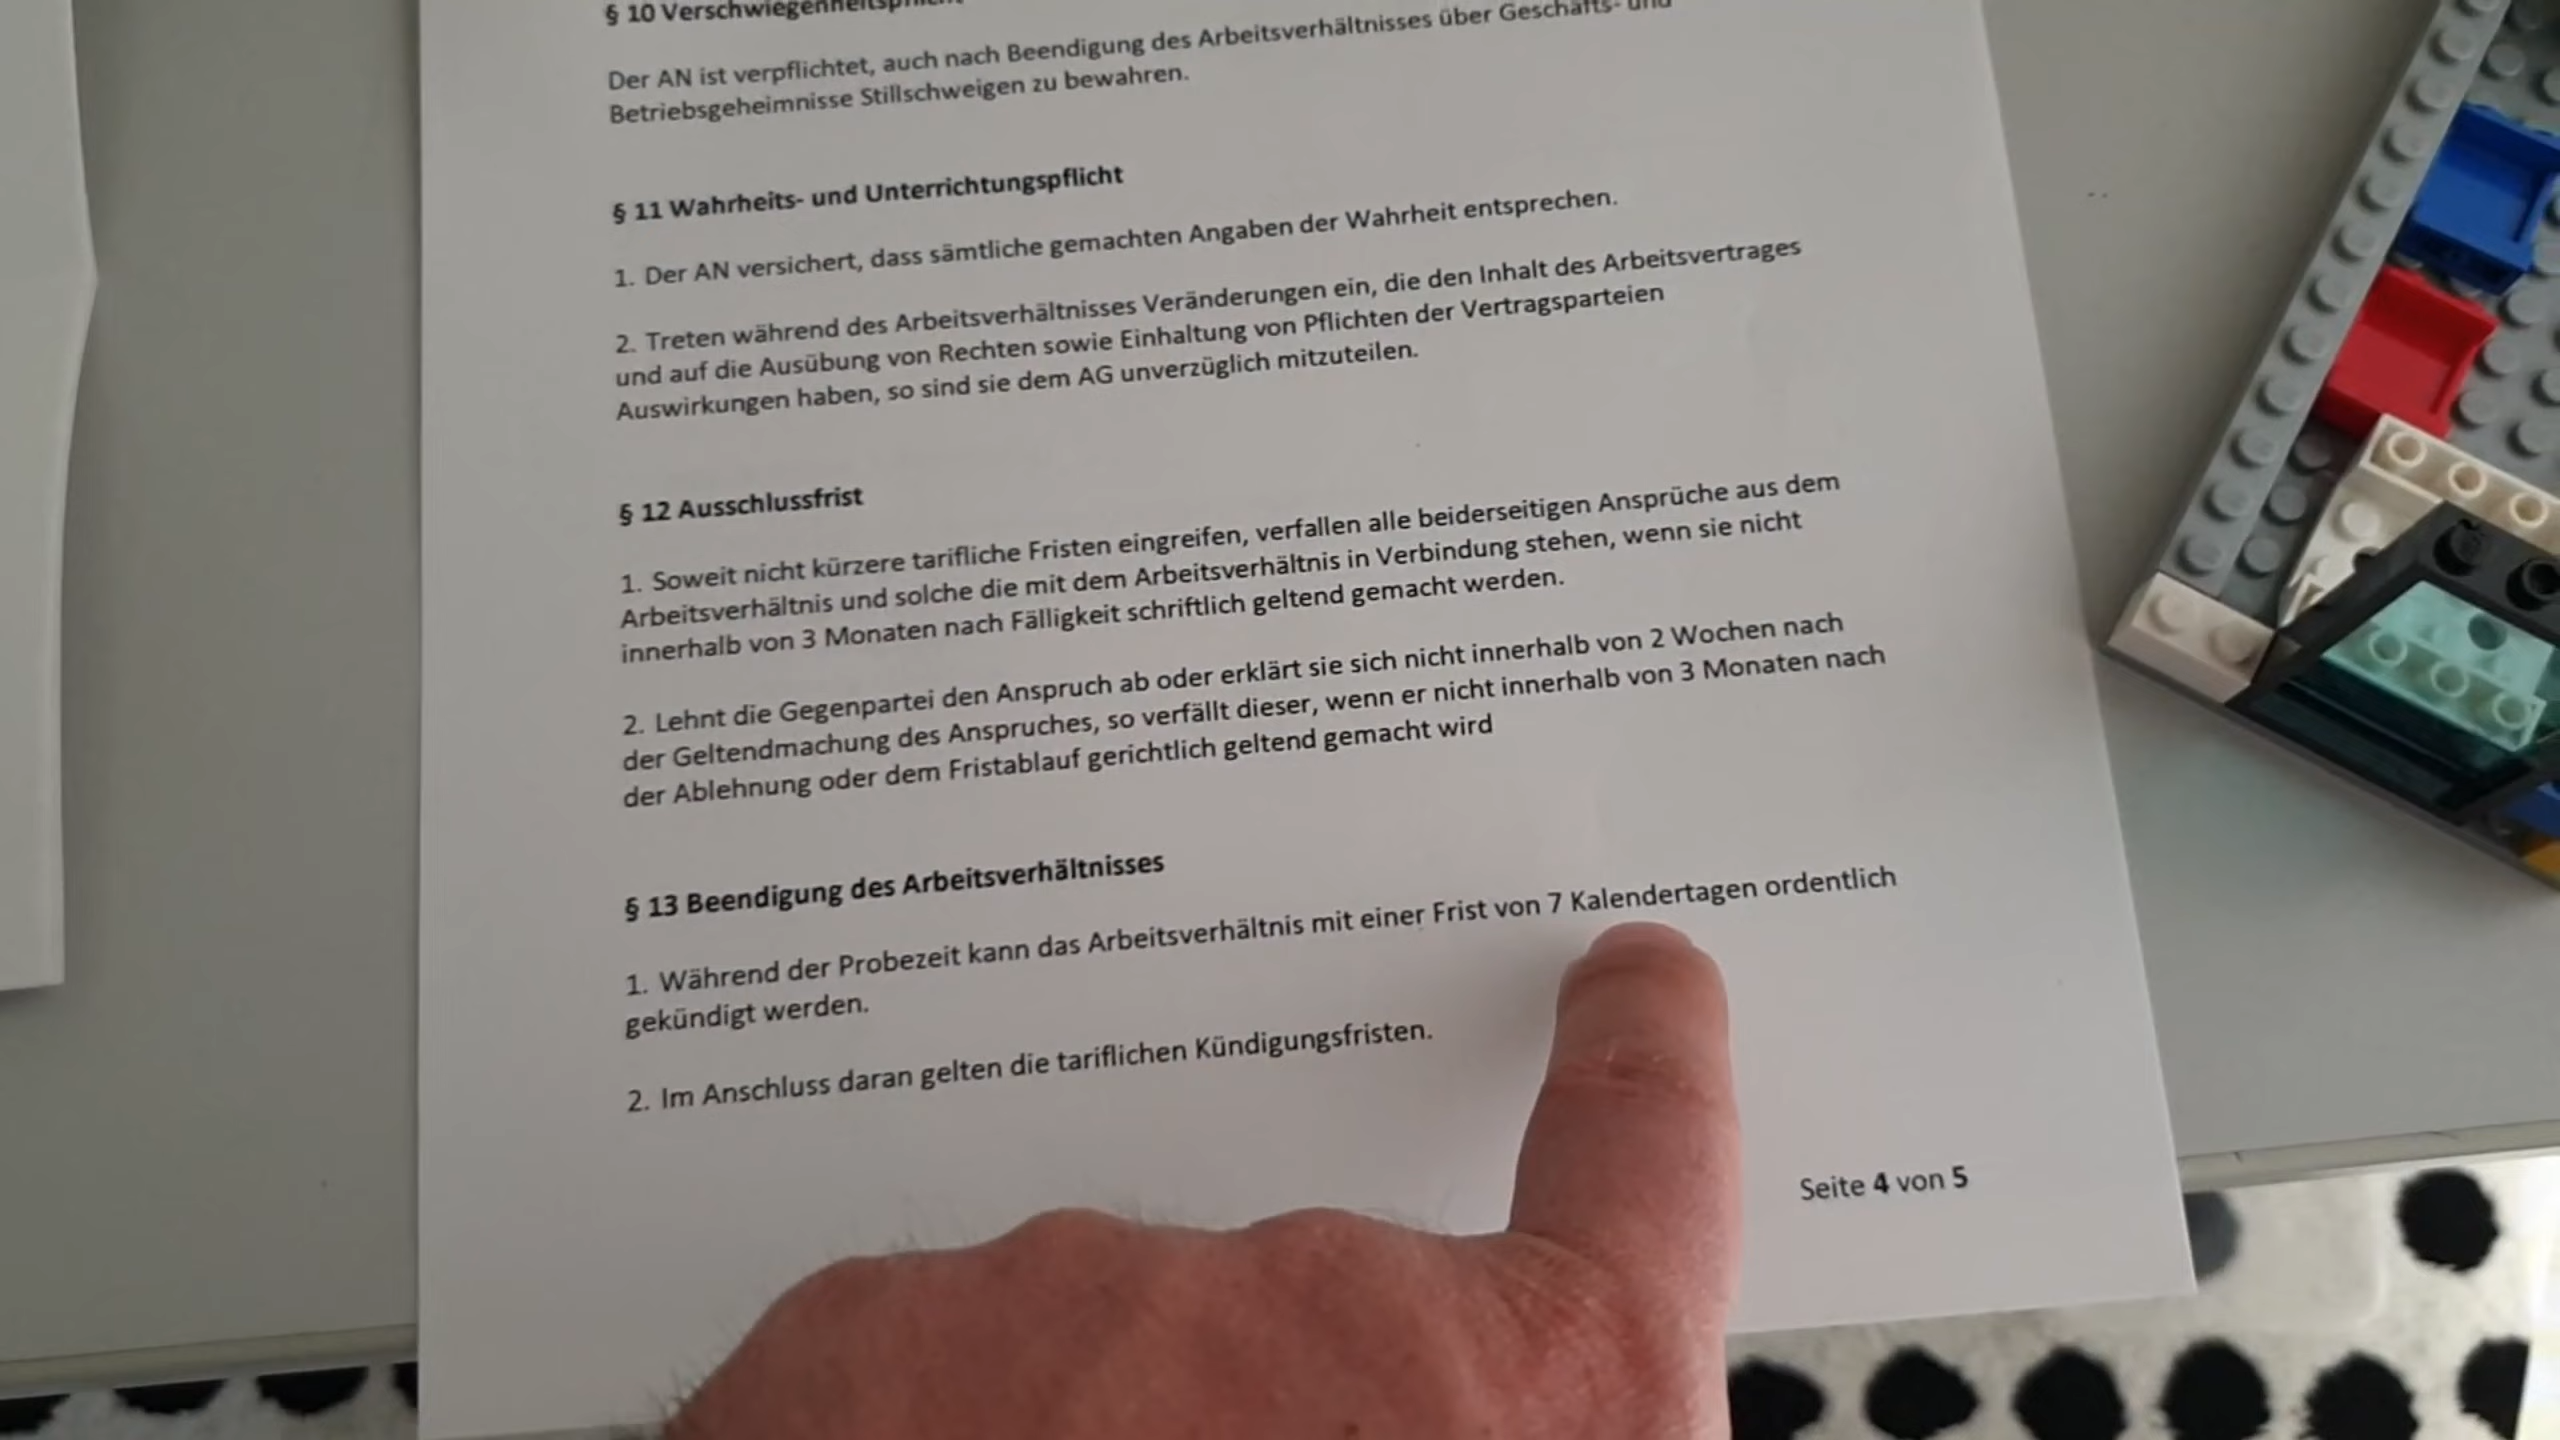 § 10 Verschwiegenheitspflicht
Der AN ist verpflichtet, auch nach Beendigung des Arbeitsverhältnisses über Geschäfts- und
Betriebsgeheimnisse Stillschweigen zu bewahren.
§ 11 Wahrheits- und Unterrichtungspflicht
1. Der AN versichert, dass sämtliche gemachten Angaben der Wahrheit entsprechen.
2. Treten während des Arbeitsverhältnisses Veränderungen ein, die den Inhalt des Arbeitsvertrages
und auf die Ausübung von Rechten sowie Einhaltung von Pflichten der Vertragsparteien
Auswirkungen haben, so sind sie dem AG unverzüglich mitzuteilen.
§ 12 Ausschlussfrist
1. Soweit nicht kürzere tarifliche Fristen eingreifen, verfallen alle beiderseitigen Ansprüche aus dem
Arbeitsverhältnis und solche die mit dem Arbeitsverhältnis in Verbindung stehen, wenn sie nicht
innerhalb von 3 Monaten nach Fälligkeit schriftlich geltend gemacht werden.
2. Lehnt die Gegenpartei den Anspruch ab oder erklärt sie sich nicht innerhalb von 2 Wochen nach
der Geltendmachung des Anspruches, so verfällt dieser, wenn er nicht innerhalb von 3 Monaten nach
der Ablehnung oder dem Fristablauf gerichtlich geltend gemacht wird
§ 13 Beendigung des Arbeitsverhältnisses
1. Während der Probezeit kann das Arbeitsverhältnis mit einer Frist von 7 Kalendertagen ordentlich
gekündigt werden.
2. Im Anschluss daran gelten die tariflichen Kündigungsfristen.
Seite 4 von 5